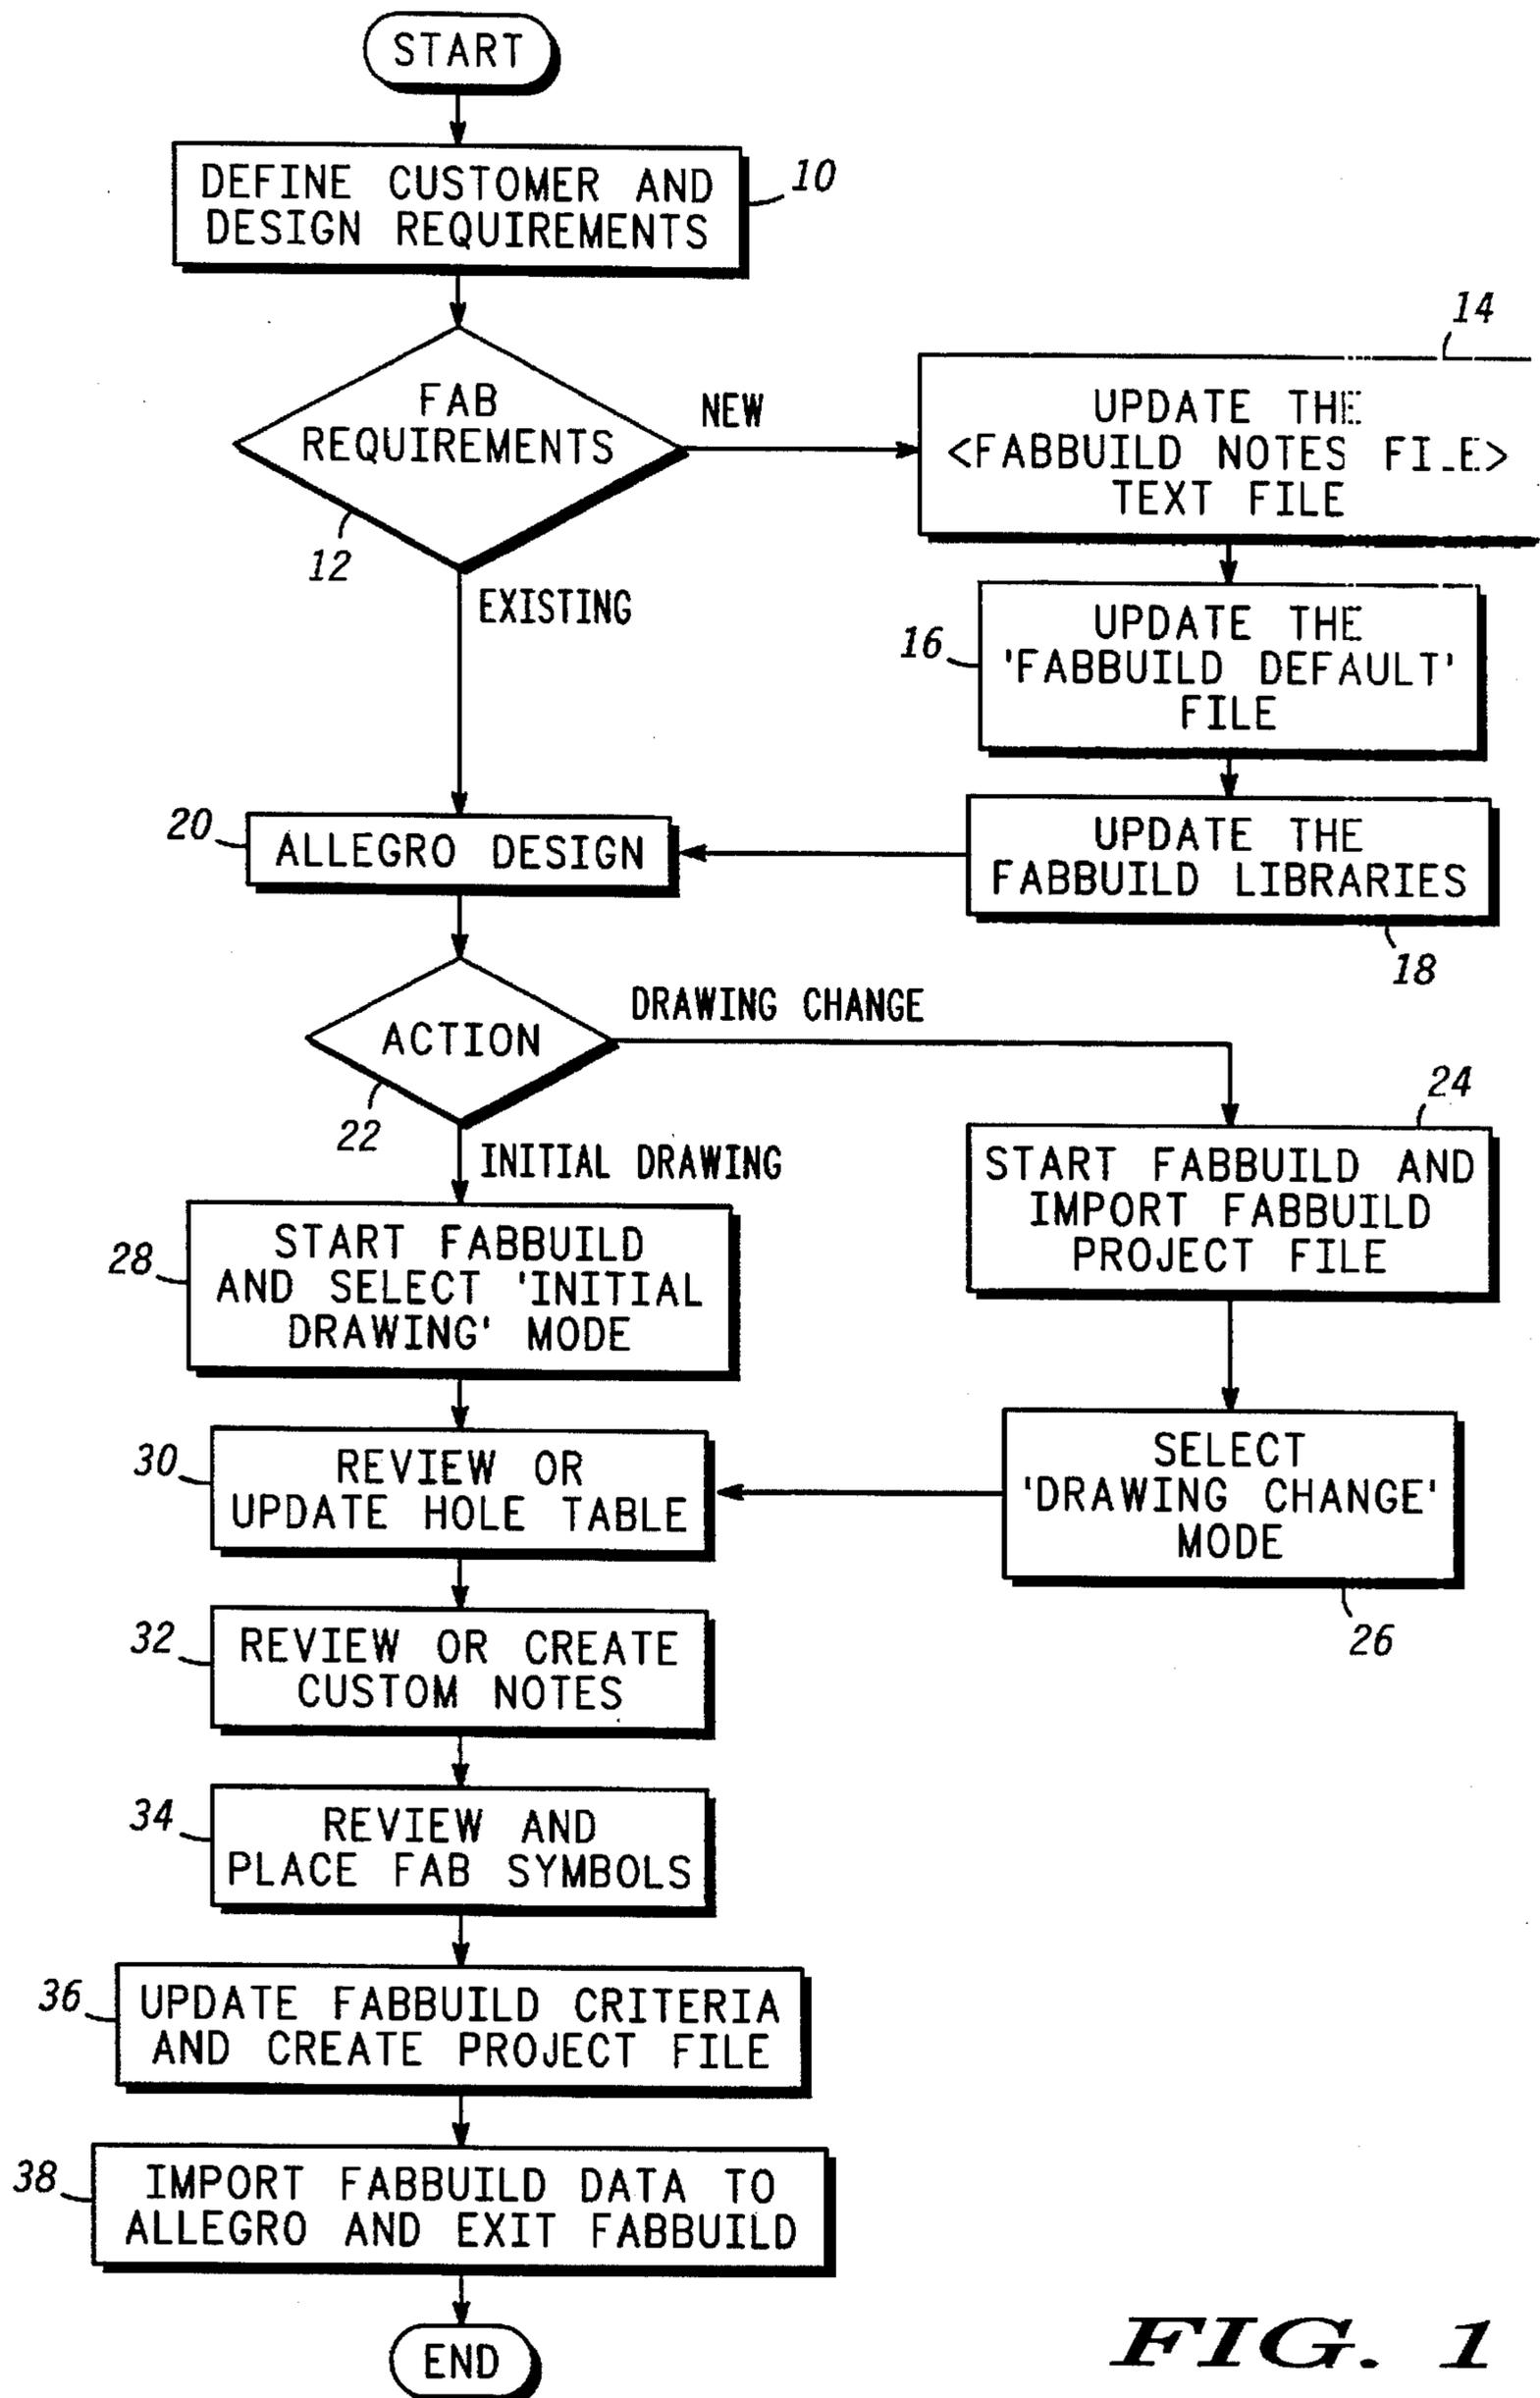 START
DEFINE CUSTOMER AND
DESIGN REQUIREMENTS
10
FAB
REQUIREMENTS
12
NEW
EXISTING
14
UPDATE THE
<FABBUILD NOTES FILE>
TEXT FILE
16
UPDATE THE
'FABBUILD DEFAULT'
FILE
UPDATE THE
FABBUILD LIBRARIES
18
20
ALLEGRO DESIGN
ACTION
22
DRAWING CHANGE
INITIAL DRAWING
24
START FABBUILD AND
IMPORT FABBUILD
PROJECT FILE
SELECT
'DRAWING CHANGE'
MODE
26
28
START FABBUILD
AND SELECT 'INITIAL
DRAWING' MODE
30
REVIEW OR
UPDATE HOLE TABLE
32
REVIEW OR CREATE
CUSTOM NOTES
34
REVIEW AND
PLACE FAB SYMBOLS
36
UPDATE FABBUILD CRITERIA
AND CREATE PROJECT FILE
38
IMPORT FABBUILD DATA TO
ALLEGRO AND EXIT FABBUILD
END
FIG. 1